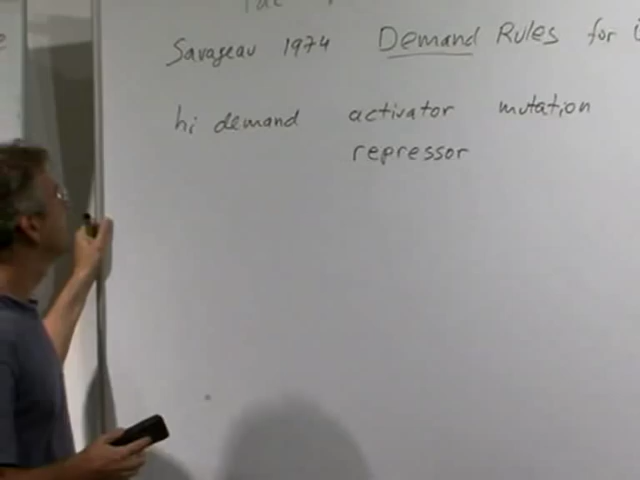 Savageau 1974 Demand Rules for
hi demand activator mutation
repressor